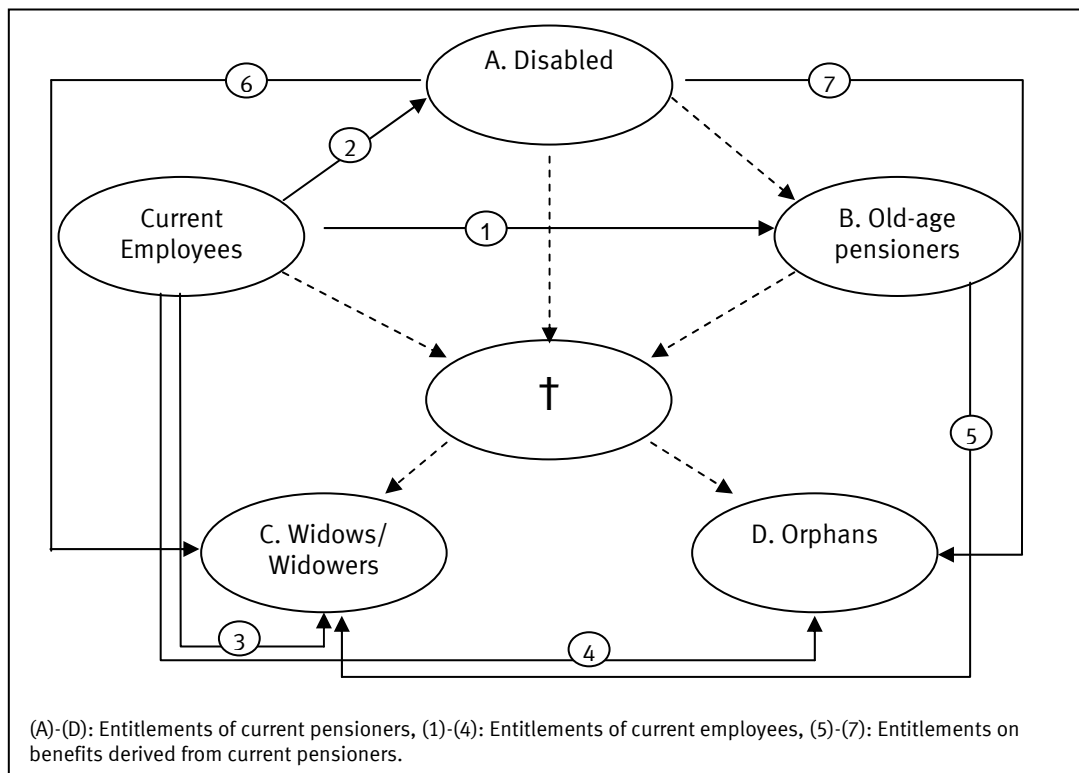 A. Disabled
6
7
2
Current
Employees
1
B. Old-age
pensioners
†
5
C. Widows/
Widowers
D. Orphans
3
4
(A)-(D): Entitlements of current pensioners, (1)-(4): Entitlements of current employees, (5)-(7): Entitlements on
benefits derived from current pensioners.